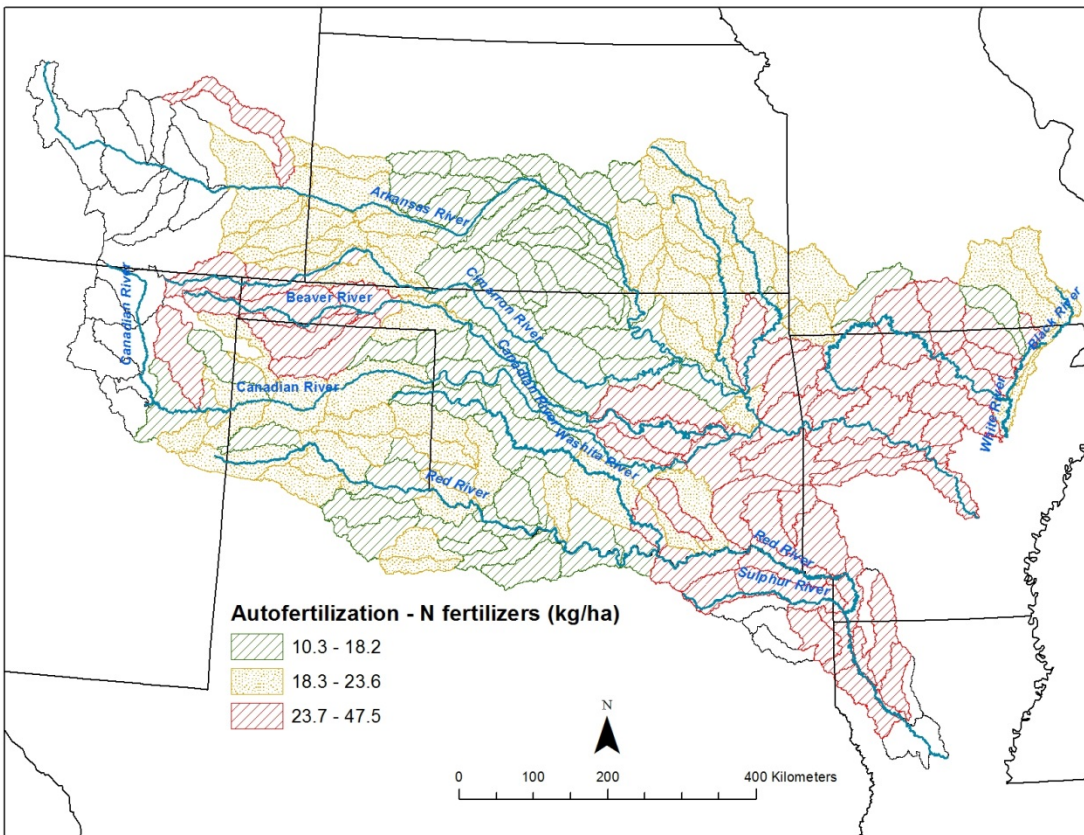 Arkansas River
Canadian River
Beaver River
Cimarron River
Black River
Canadian River
Canadian River
White River
Washita River
Red River
Red River
Sulphur River
Autofertilization - N fertilizers (kg/ha)
10.3 - 18.2
18.3 - 23.6
23.7 - 47.5
N
0 100 200 400 Kilometers